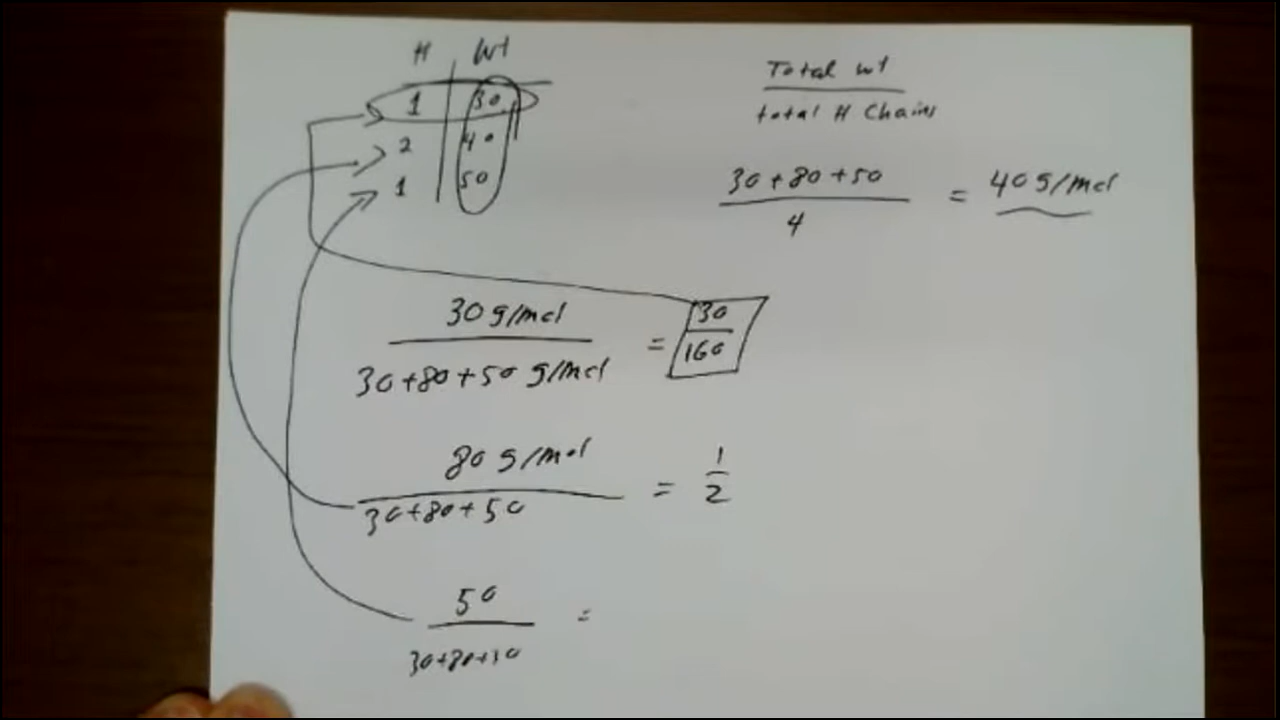 # Wt
1 30
2 40
1 50
Total wt
total # Chains
30+80+50
4
= 40 g/mol
30 g/mol
30+80+50 g/mol
= 30
160
80 g/mol
30+80+50
= 1
2
50
30+80+50
=